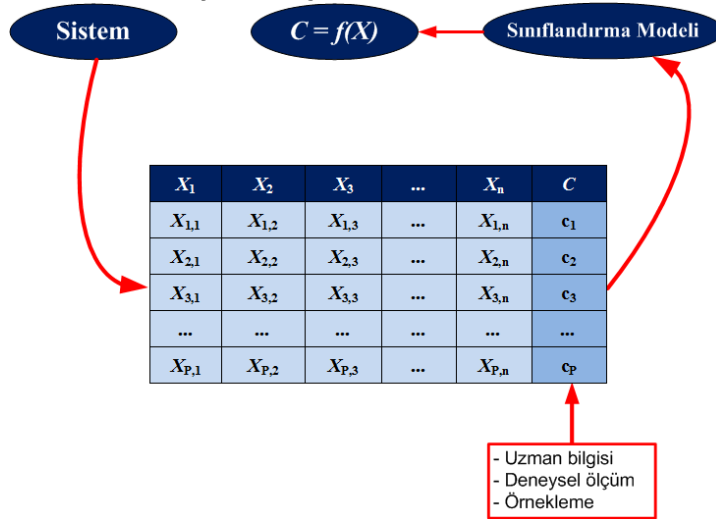 Sistem
C = f(X)
Sınıflandırma Modeli
X1 X2 X3 ... Xn C
X1,1 X1,2 X1,3 ... X1,n c1
X2,1 X2,2 X2,3 ... X2,n c2
X3,1 X3,2 X3,3 ... X3,n c3
... ... ... ... ... ...
XP,1 XP,2 XP,3 ... XP,n cP
- Uzman bilgisi
- Deneysel ölçüm
- Örnekleme